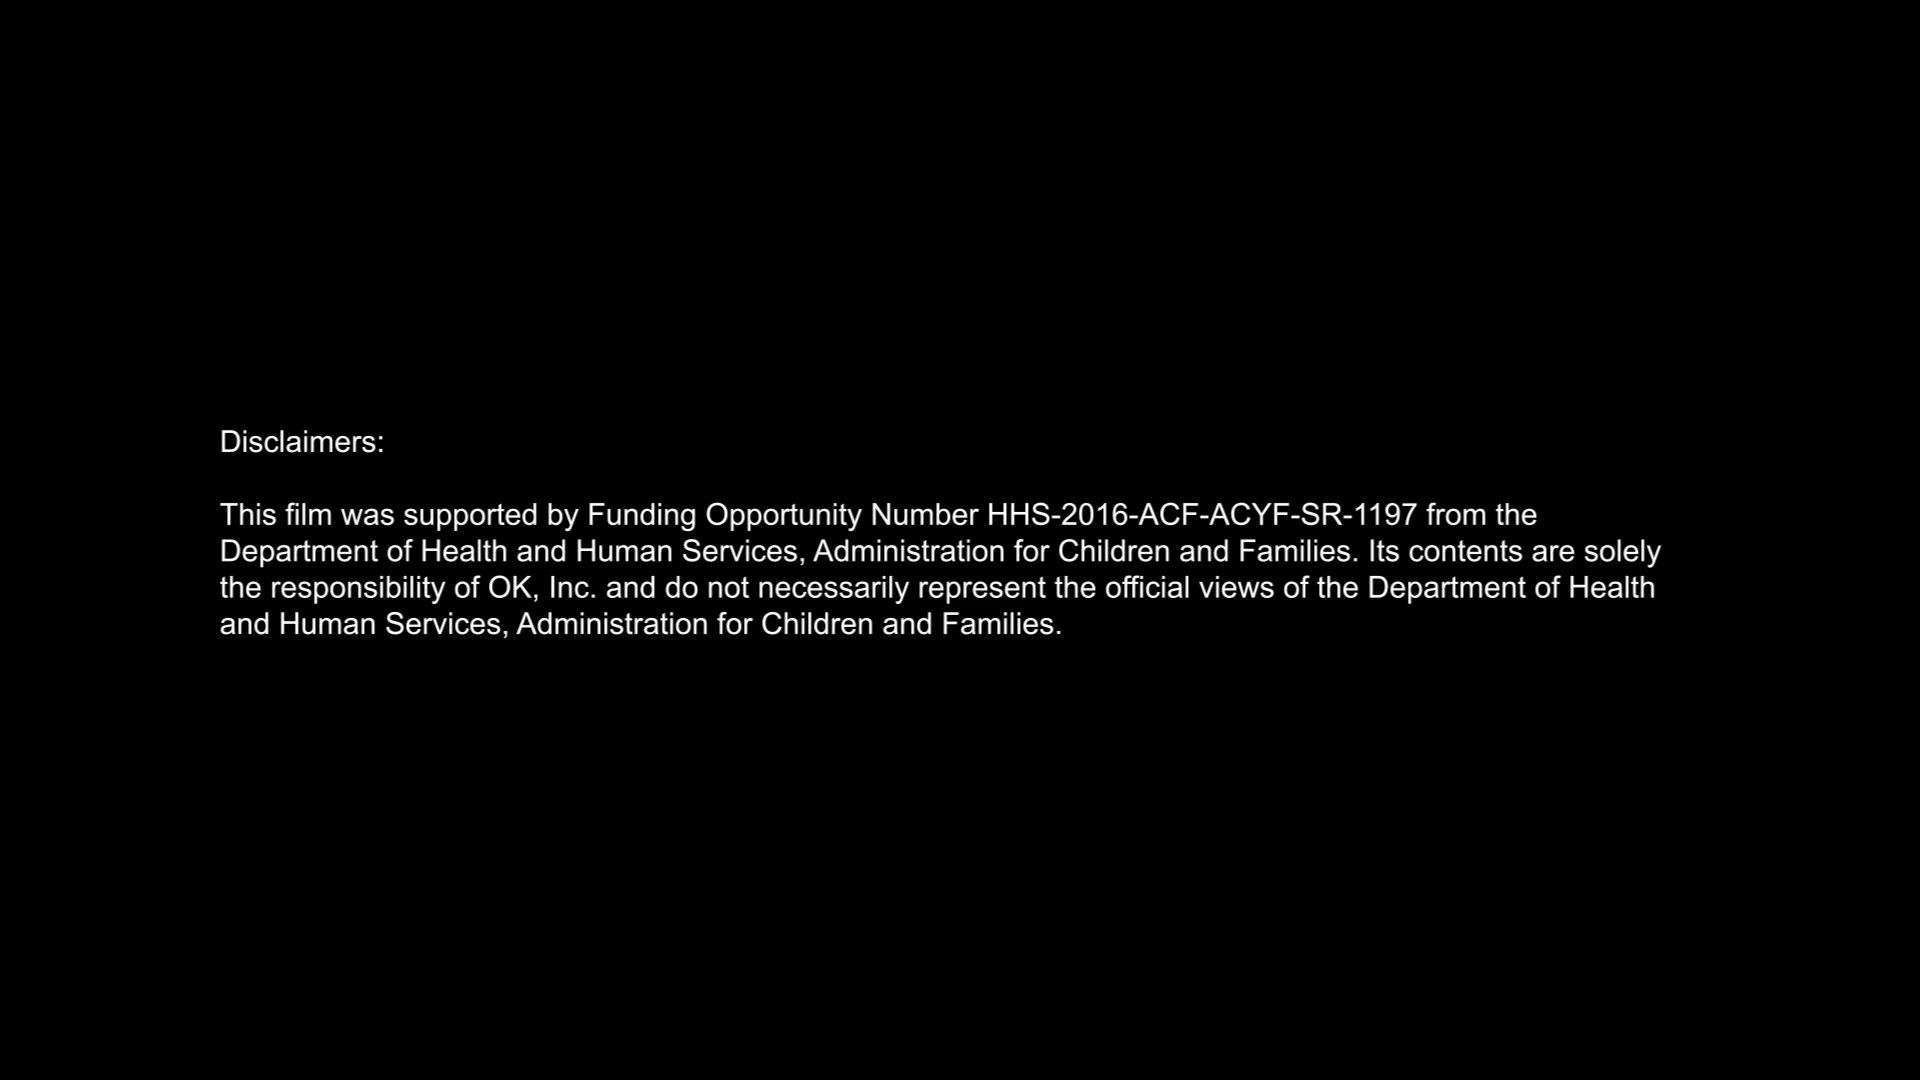 Disclaimers:
This film was supported by Funding Opportunity Number HHS-2016-ACF-ACYF-SR-1197 from the
Department of Health and Human Services, Administration for Children and Families. Its contents are solely
the responsibility of OK, Inc. and do not necessarily represent the official views of the Department of Health
and Human Services, Administration for Children and Families.